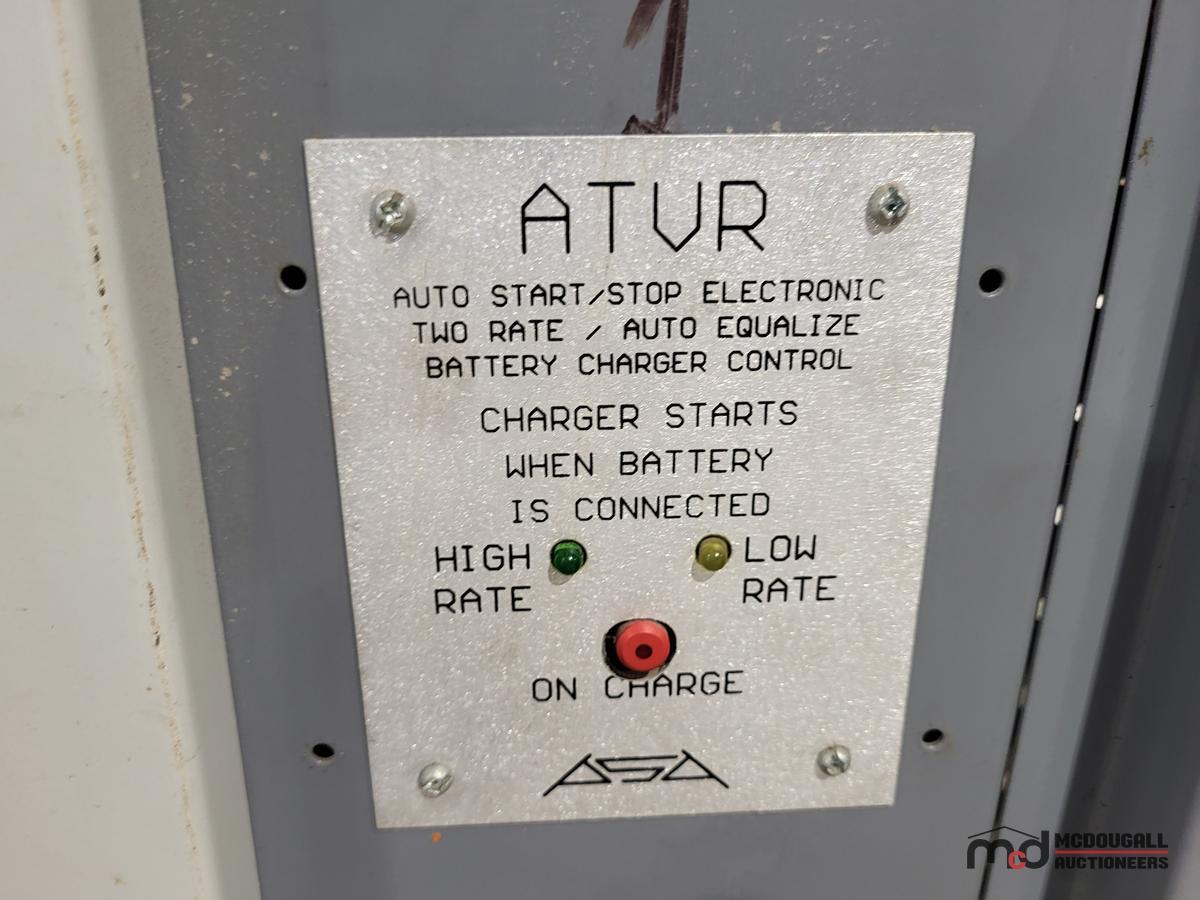 ATVR
AUTO START/STOP ELECTRONIC
TWO RATE / AUTO EQUALIZE
BATTERY CHARGER CONTROL
CHARGER STARTS
WHEN BATTERY
IS CONNECTED
HIGH RATE
LOW RATE
ON CHARGE
ASA
mcd MCDOUGALL
AUCTIONEERS